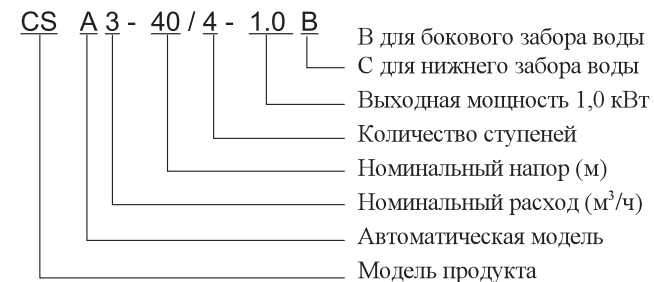 CS A 3 - 40 / 4 - 1.0 B
В для бокового забора воды
С для нижнего забора воды
Выходная мощность 1,0 кВт
Количество ступеней
Номинальный напор (м)
Номинальный расход (м³/ч)
Автоматическая модель
Модель продукта